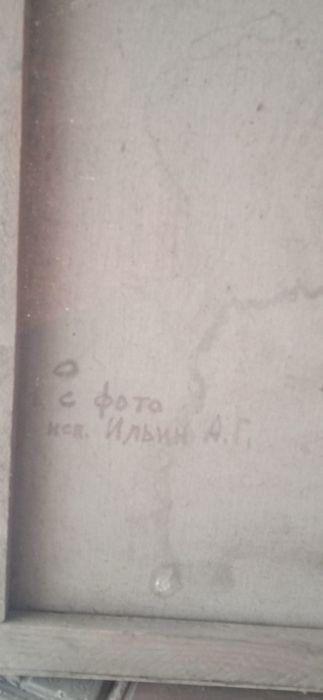 О
с фото
исп. Ильин А.Г.